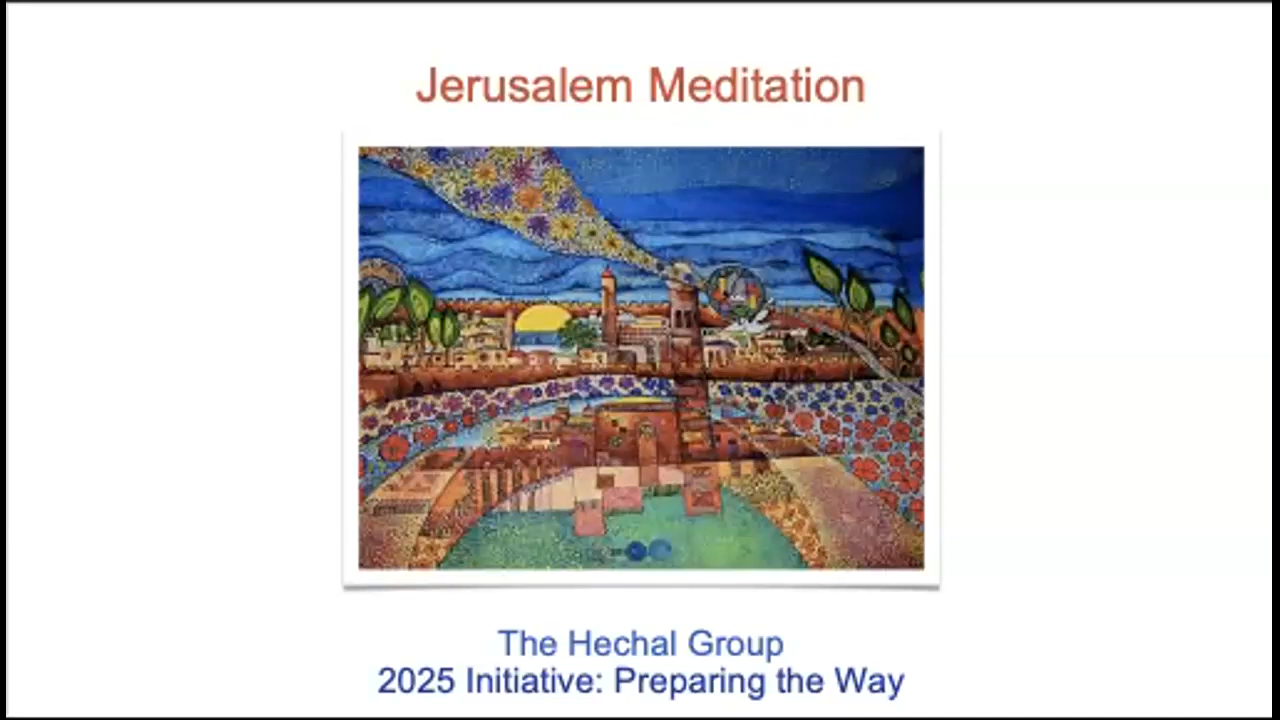 Jerusalem Meditation
The Hechal Group
2025 Initiative: Preparing the Way